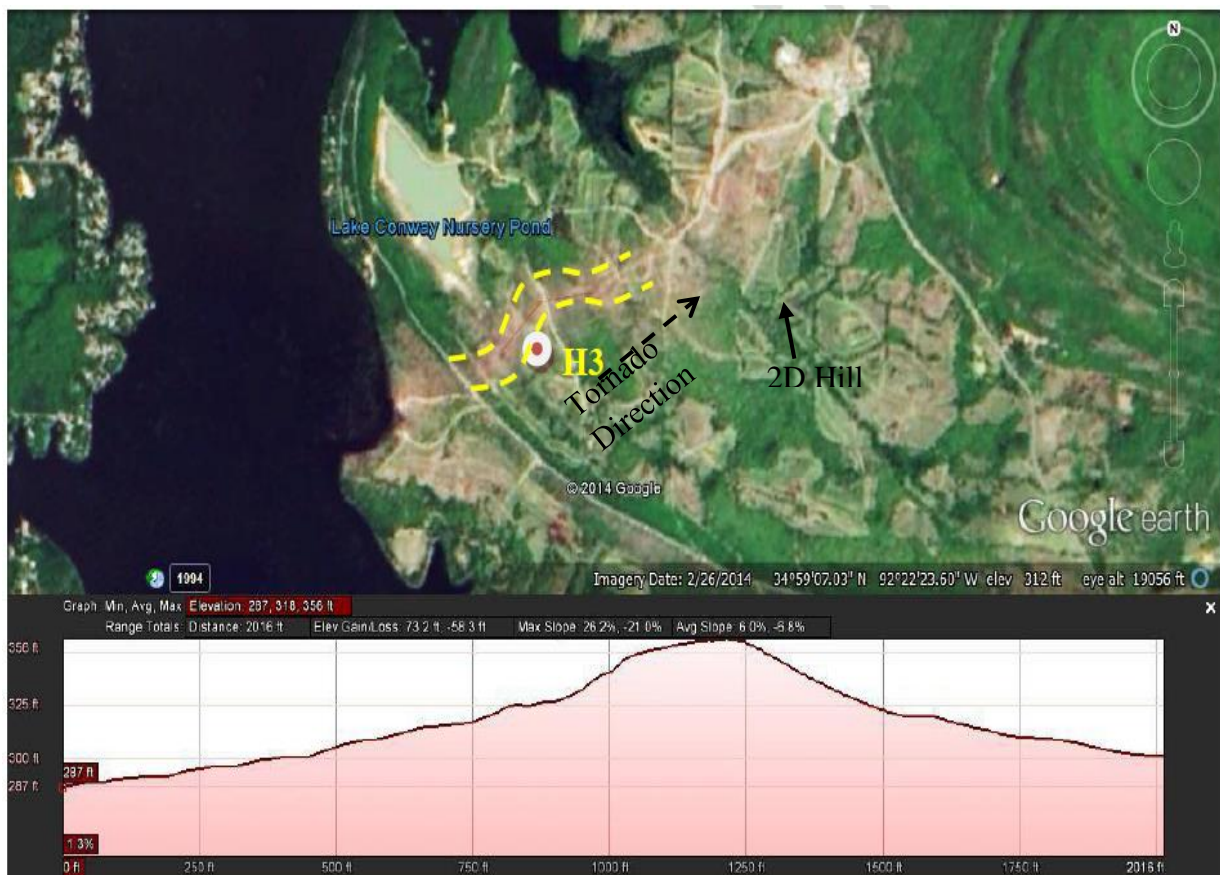 N
Lake Conway Nursery Pond
H3
Tornado
Direction
2D Hill
© 2014 Google
Google earth
1994
Imagery Date: 2/26/2014 34°59'07.03" N 92°22'23.60" W elev 312 ft eye alt 19056 ft
Graph: Min, Avg, Max Elevation: 287, 318, 356 ft
X
Range Totals: Distance: 2016 ft Elev Gain/Loss: 73.2 ft, -58.3 ft Max Slope: 26.2%, -21.0% Avg Slope: 6.0%, -6.8%
325 ft
300 ft
287 ft
287 ft
1.3%
0 ft 250 ft 500 ft 750 ft 1000 ft 1250 ft 1500 ft 1750 ft 2016 ft